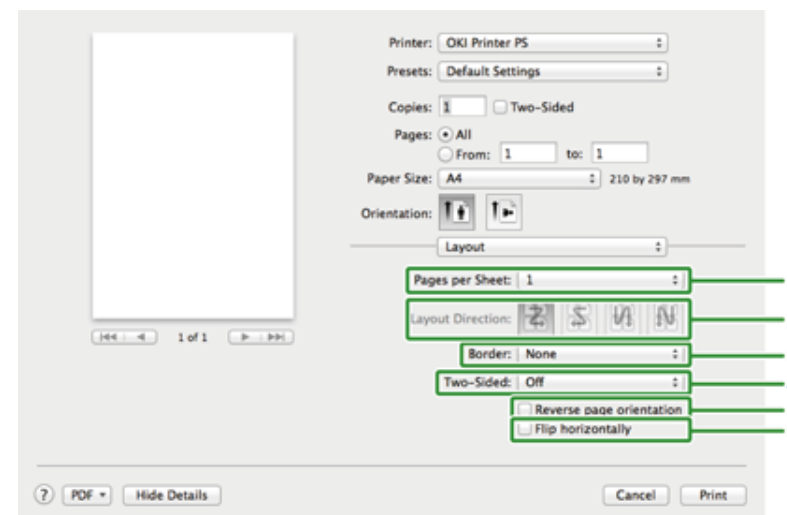 Printer: OKI Printer PS
Presets: Default Settings
Copies: 1 Two-Sided
Pages: All
From: 1 to: 1
Paper Size: A4 210 by 297 mm
Orientation:
Layout
Pages per Sheet: 1
Layout Direction:
1 of 1
Border: None
Two-Sided: Off
Reverse page orientation
Flip horizontally
? PDF Hide Details Cancel Print